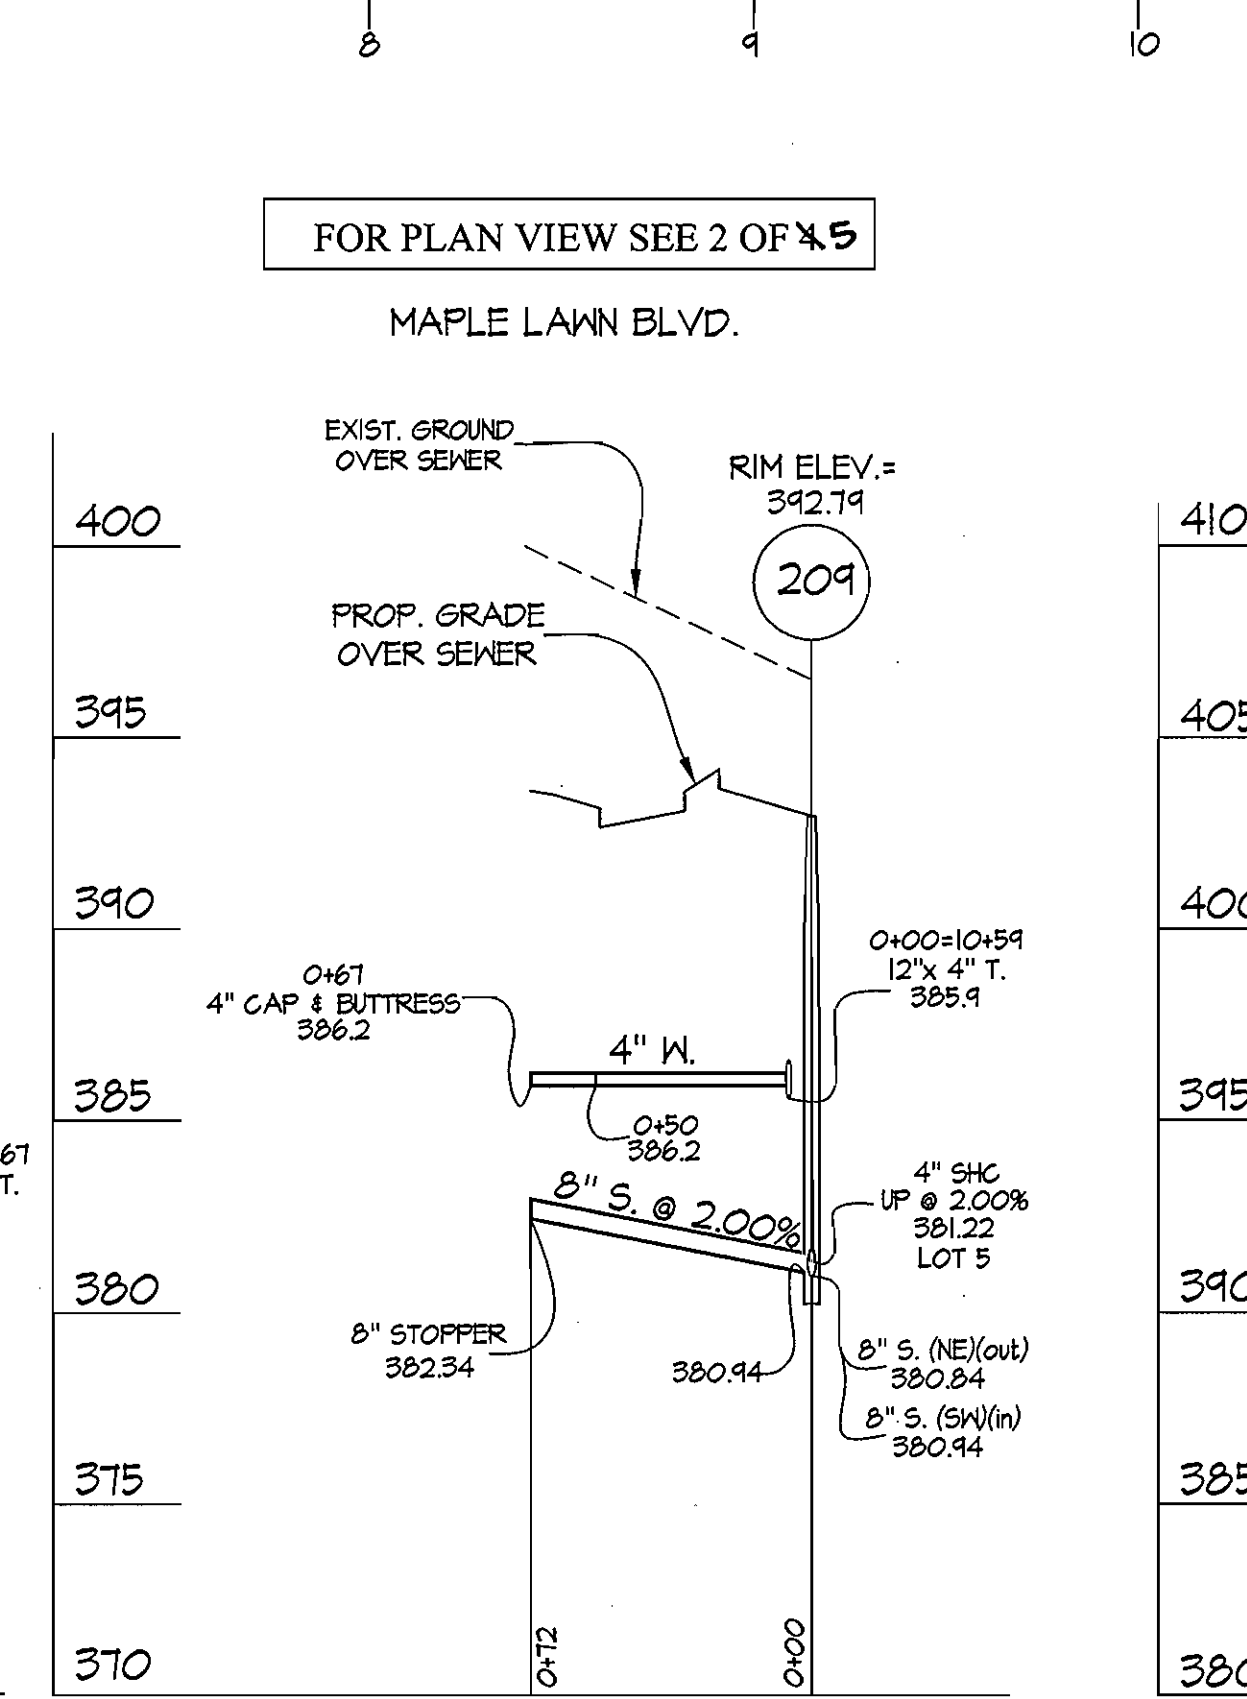 8
9
10
FOR PLAN VIEW SEE 2 OF 4 5
MAPLE LAWN BLVD.
EXIST. GROUND
OVER SEWER
RIM ELEV.=
392.79
209
PROP. GRADE
OVER SEWER
400
395
390
385
380
375
370
0+67
4" CAP & BUTTRESS
386.2
4" W.
0+50
386.2
0+00=10+59
12"x 4" T.
385.9
8" S. @ 2.00%
4" SHC
UP @ 2.00%
381.22
LOT 5
8" STOPPER
382.34
380.94
8" S. (NE)(out)
380.84
8" S. (SW)(in)
380.94
0+72
0+00
67
T.
410
405
400
395
390
385
380